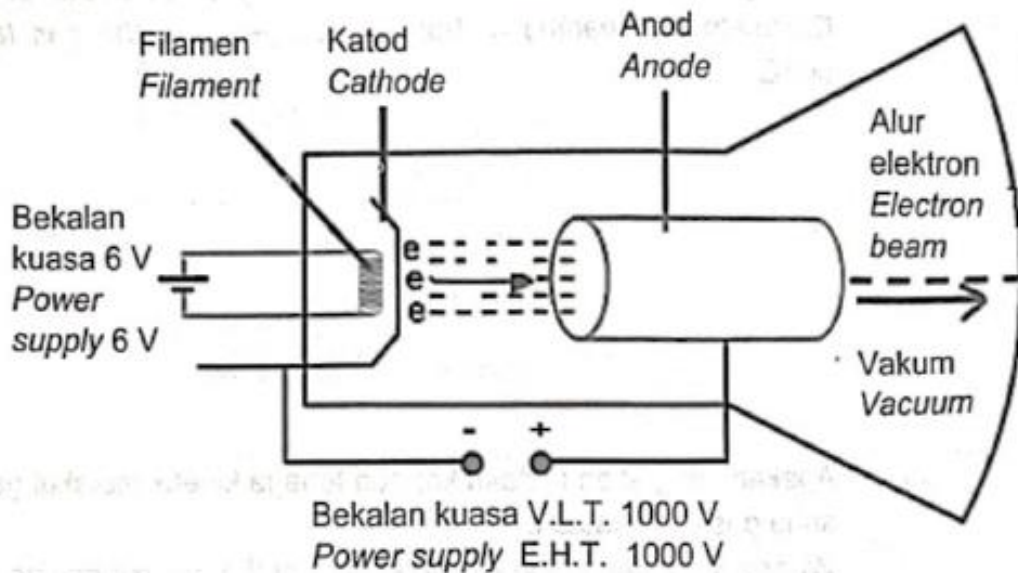 Filamen
Filament
Katod
Cathode
Anod
Anode
Alur
elektron
Electron
beam
Bekalan
kuasa 6 V
Power
supply 6 V
e
e
e
Vakum
Vacuum
- +
Bekalan kuasa V.L.T. 1000 V
Power supply E.H.T. 1000 V